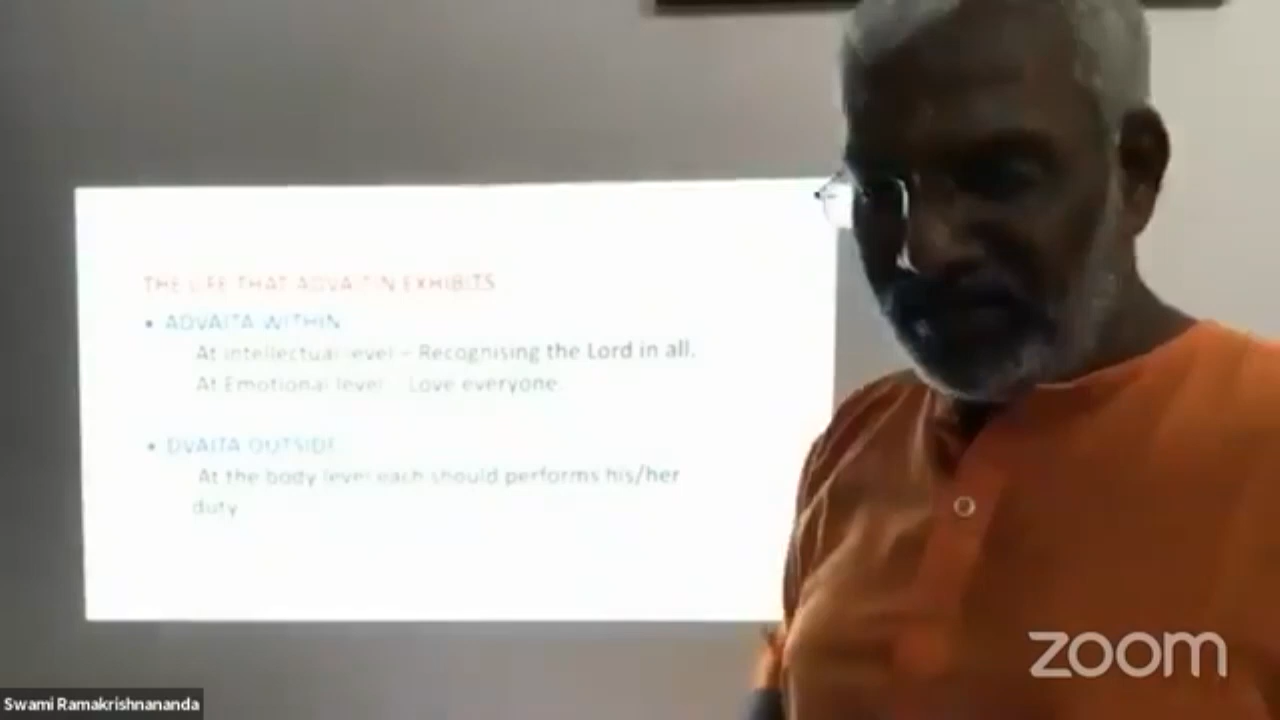 THE LIFE THAT ADVAITIN EXHIBITS
• ADVAITA WITHIN
At intellectual level – Recognising the Lord in all.
At Emotional level – Love everyone.
• DVAITA OUTSIDE
At the body level each should performs his/her
duty
zoom
Swami Ramakrishnananda